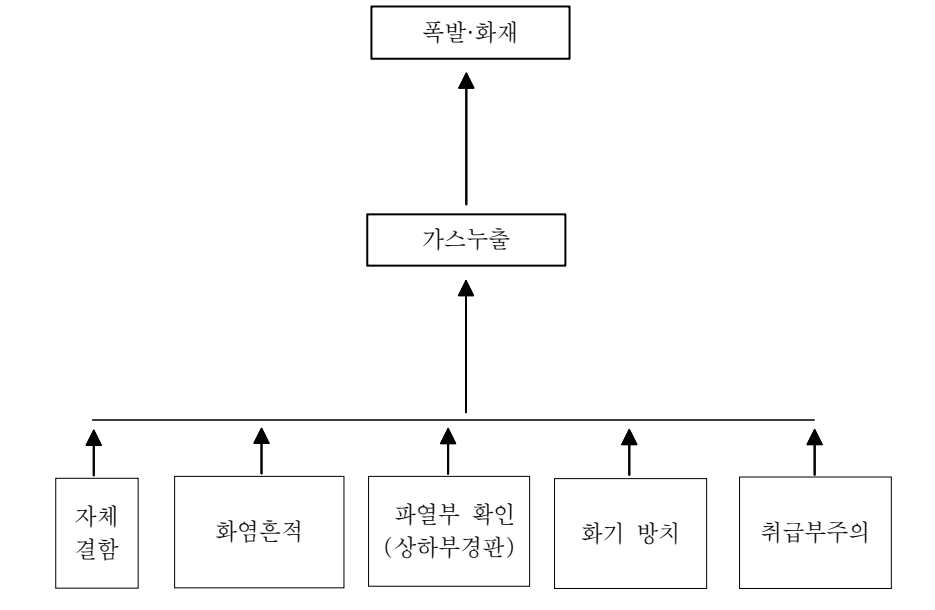 폭발·화재
가스누출
자체
결함
화염흔적
파열부 확인
(상하부경판)
화기 방치
취급부주의